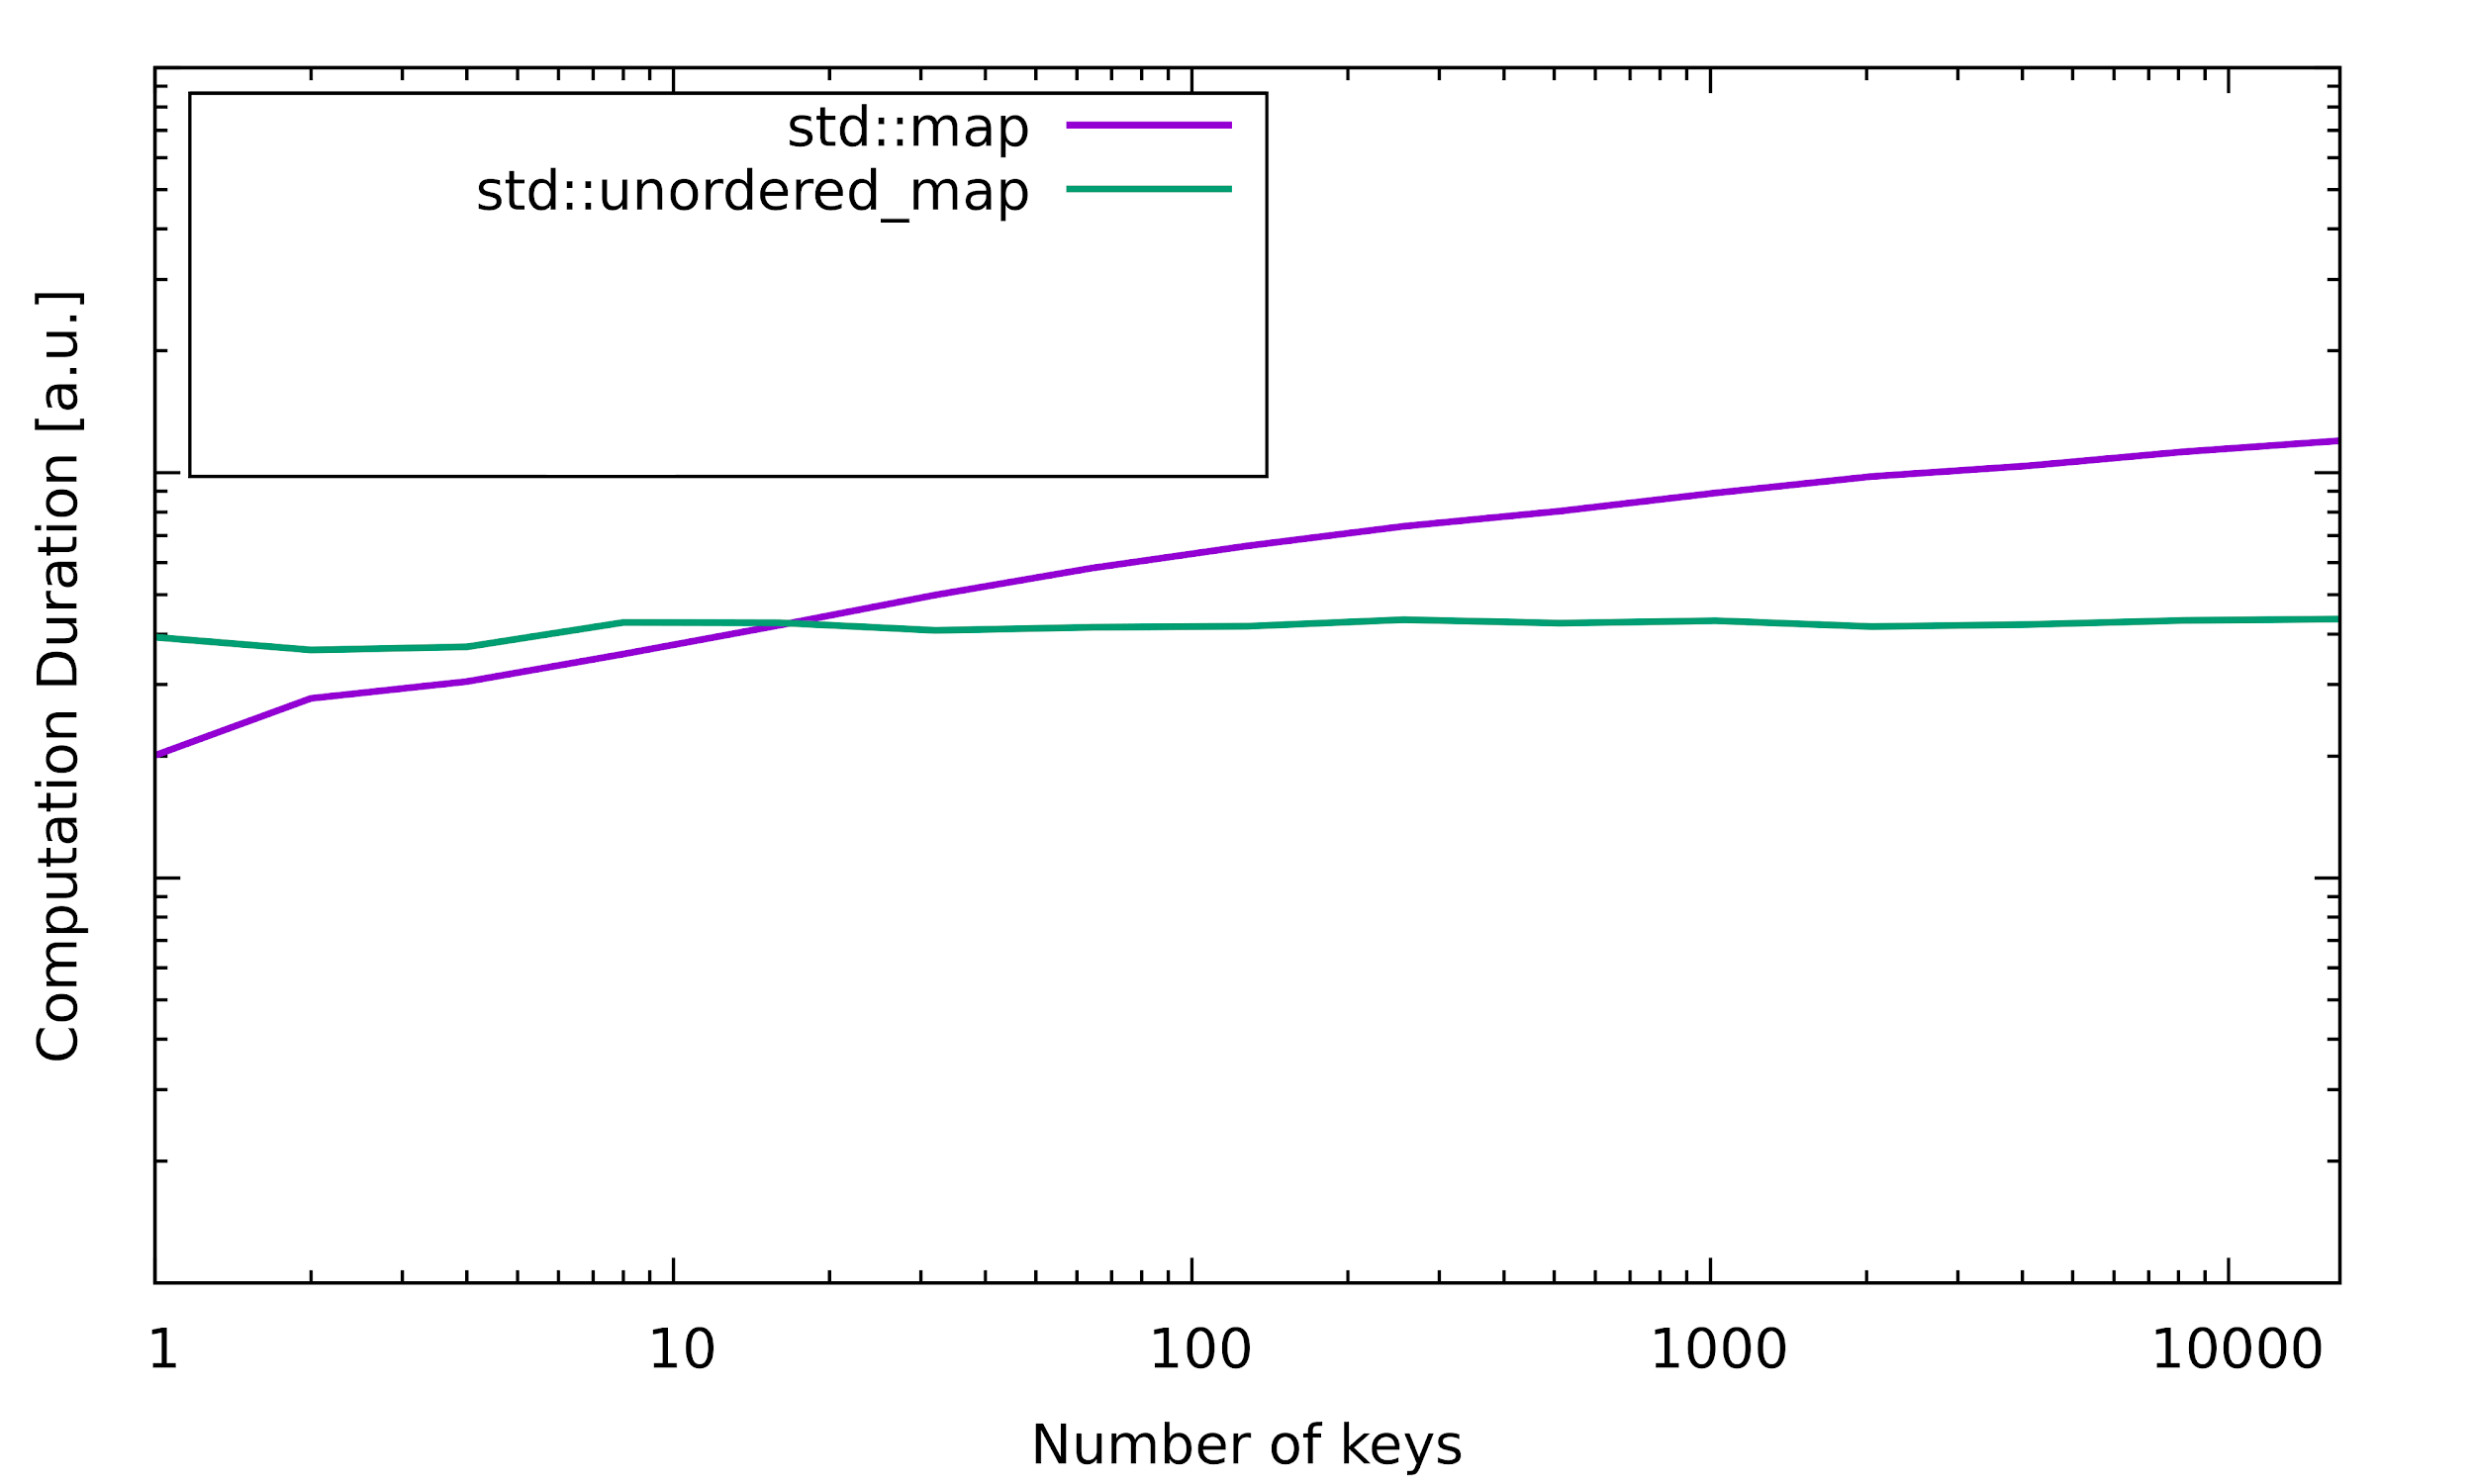 std::map
std::unordered_map
Computation Duration [a.u.]
1 10 100 1000 10000
Number of keys